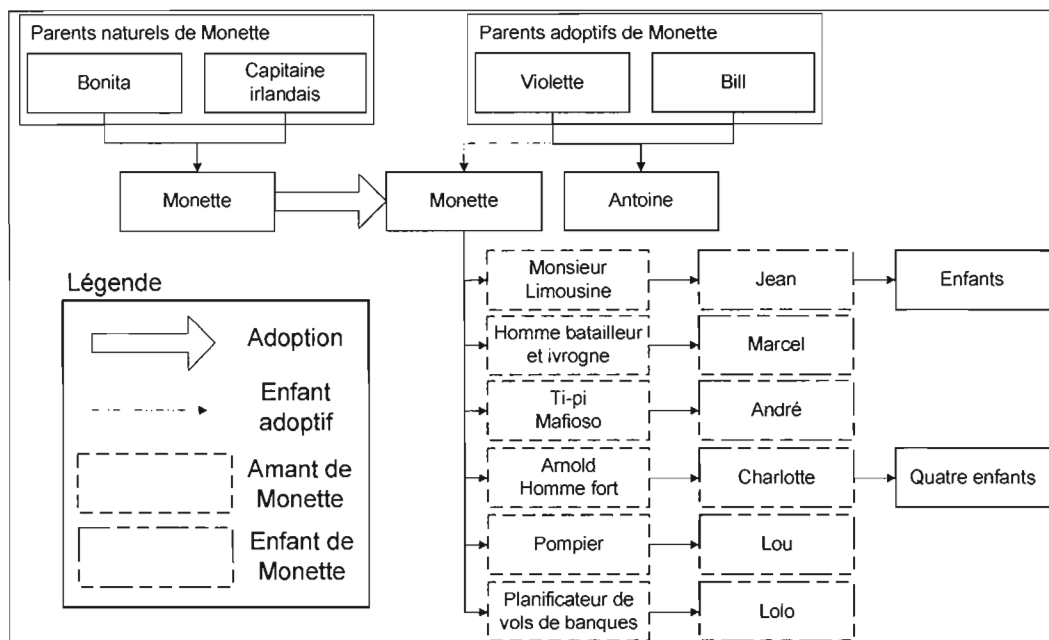 Parents naturels de Monette
Bonita
Capitaine
irlandais
Parents adoptifs de Monette
Violette
Bill
Monette
Monette
Antoine
Monsieur
Limousine
Jean
Enfants
Homme batailleur
et ivrogne
Marcel
Ti-pi
Mafioso
André
Arnold
Homme fort
Charlotte
Quatre enfants
Pompier
Lou
Planificateur de
vols de banques
Lolo
Légende
Adoption
Enfant
adoptif
Amant de
Monette
Enfant de
Monette